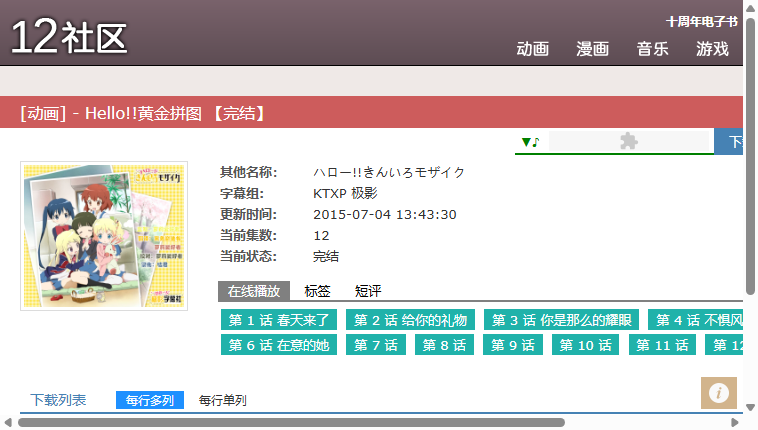 12社区
十周年电子书
动画 漫画 音乐 游戏
[动画] - Hello!!黄金拼图 【完结】
▼♪
きんいろモザイク
其他名称: ハロー!!きんいろモザイク
字幕组: KTXP 极影
更新时间: 2015-07-04 13:43:30
当前集数: 12
当前状态: 完结
在线播放 标签 短评
第 1 话 春天来了 第 2 话 给你的礼物 第 3 话 你是那么的耀眼 第 4 话 不惧风
第 6 话 在意的她 第 7 话 第 8 话 第 9 话 第 10 话 第 11 话 第 12
下载列表 每行多列 每行单列